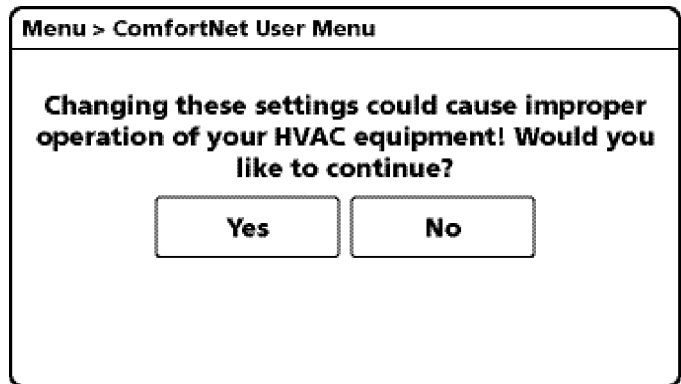 Menu > ComfortNet User Menu
Changing these settings could cause improper
operation of your HVAC equipment! Would you
like to continue?
Yes No